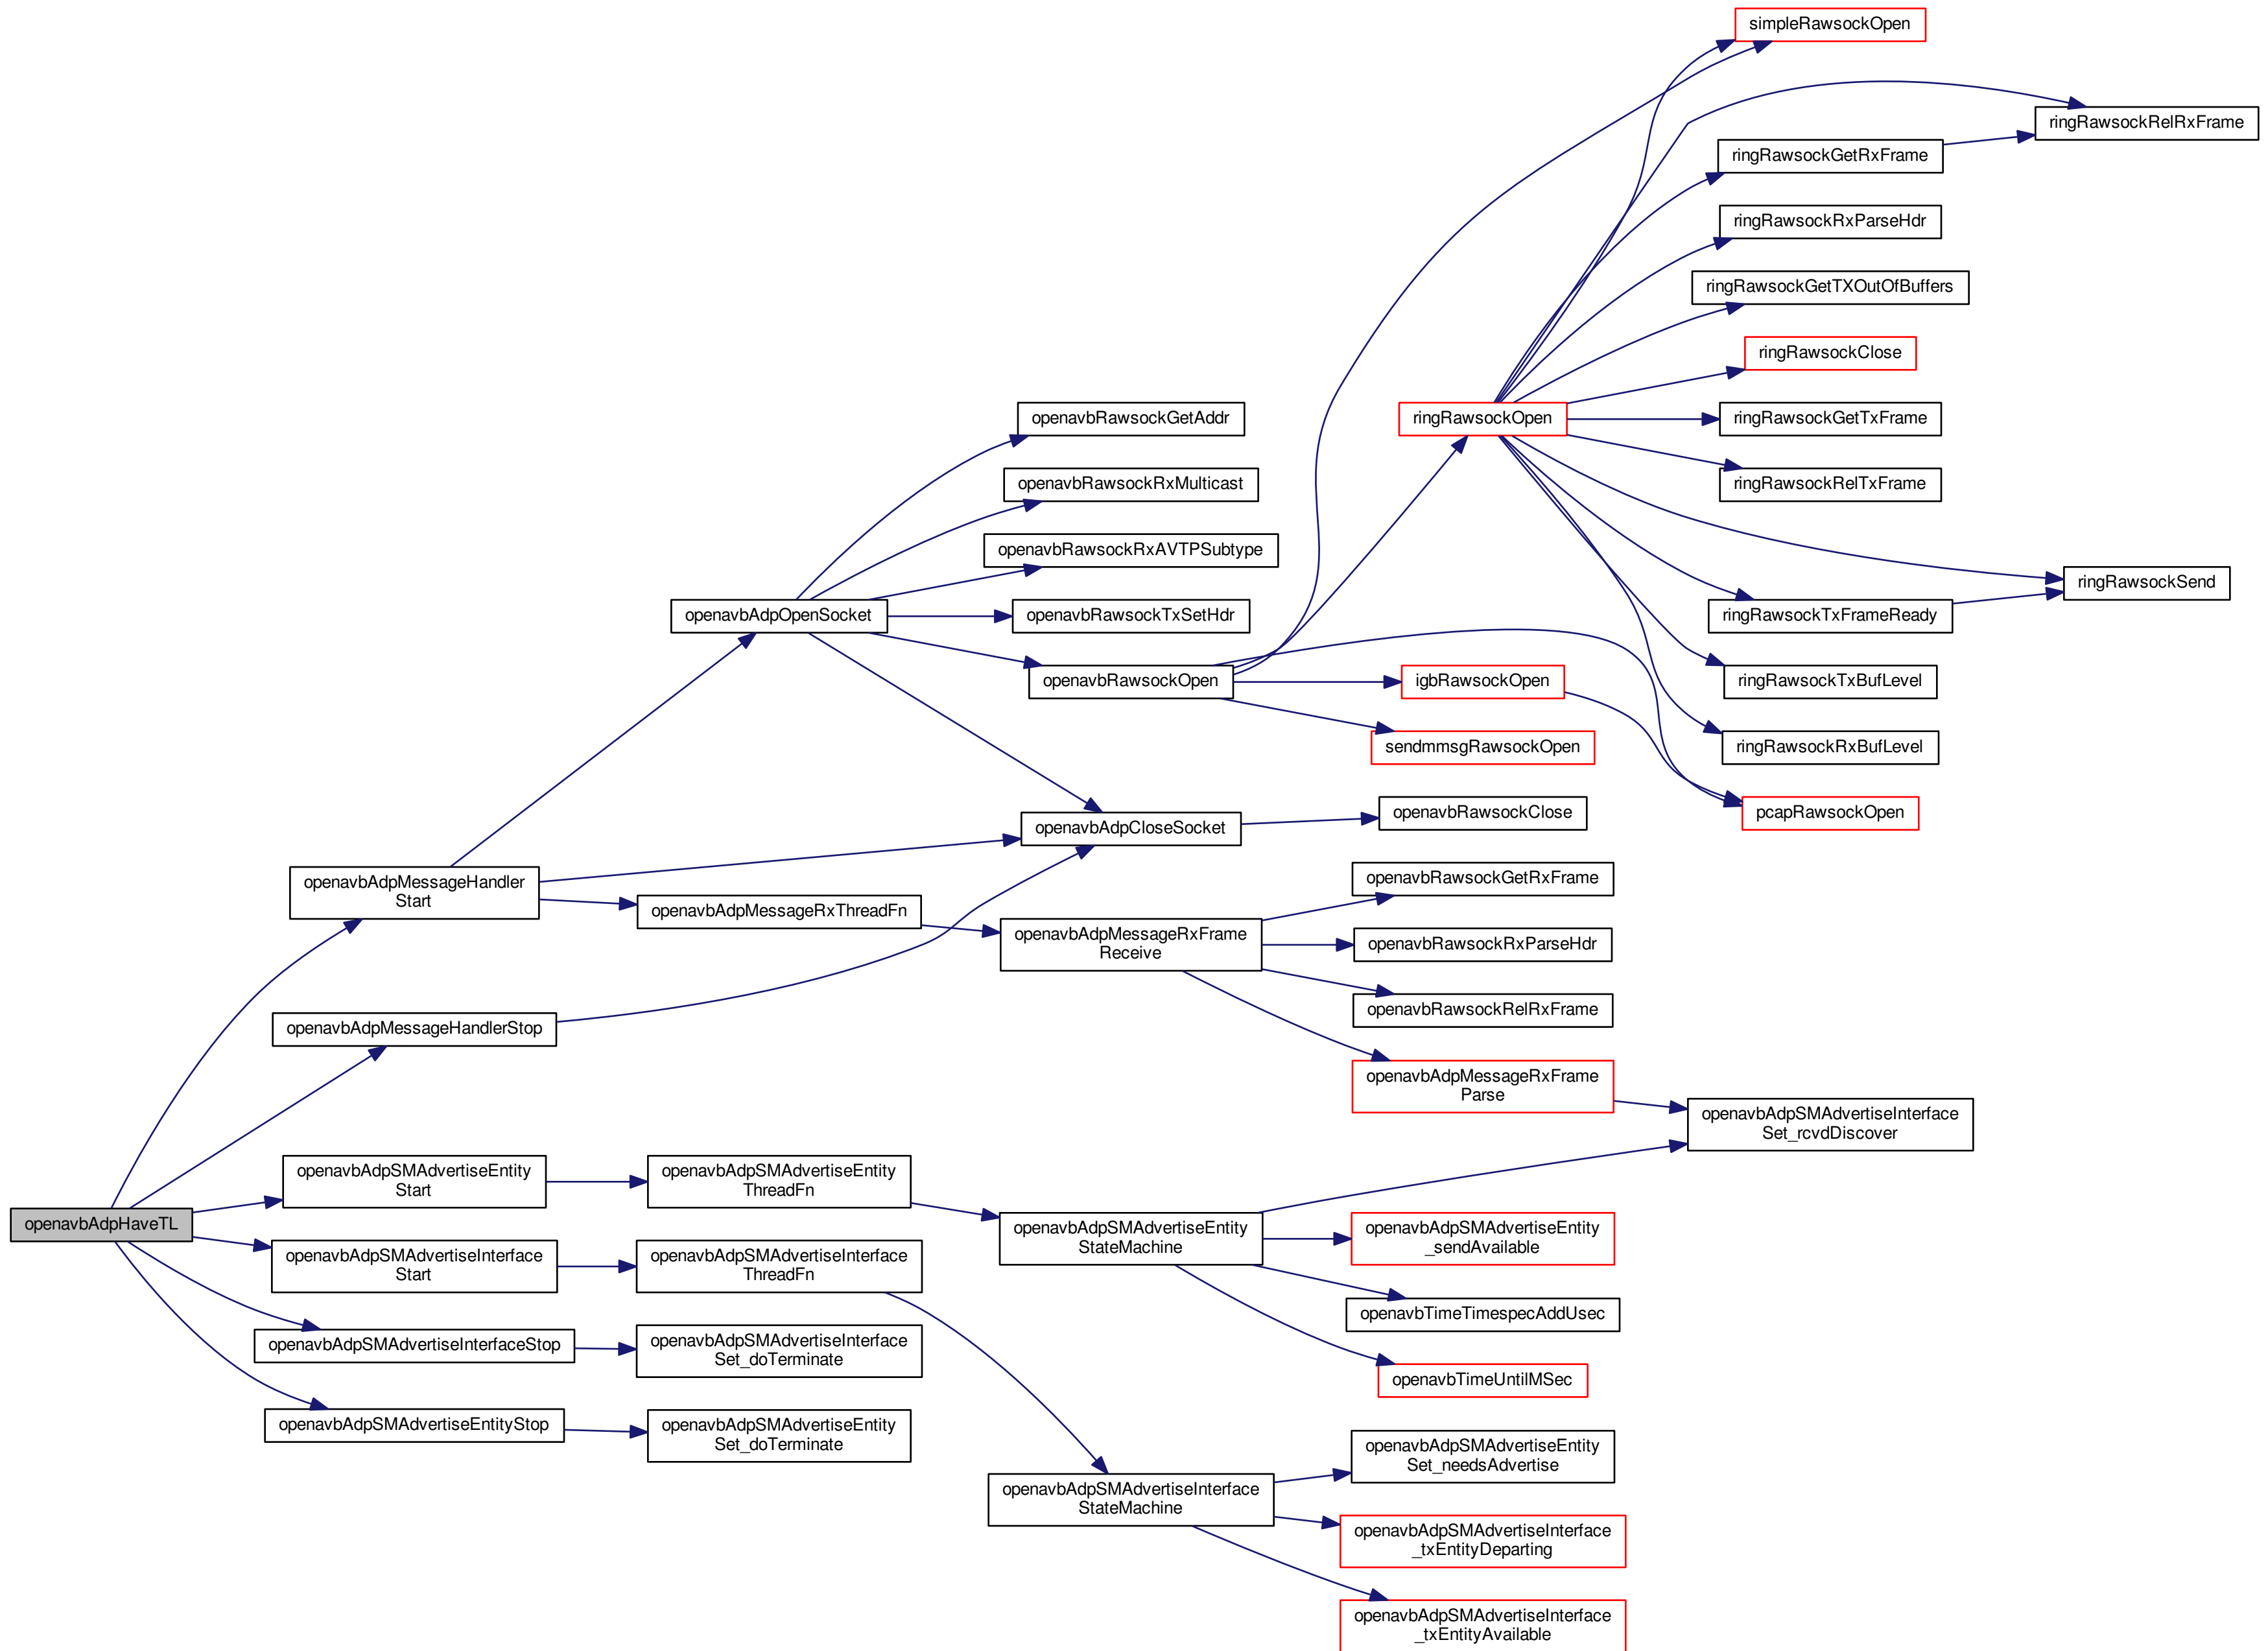 simpleRawsockOpen
ringRawsockRelRxFrame
ringRawsockGetRxFrame
ringRawsockRxParseHdr
ringRawsockGetTXOutOfBuffers
ringRawsockClose
openavbRawsockGetAddr
ringRawsockOpen
ringRawsockGetTxFrame
openavbRawsockRxMulticast
ringRawsockRelTxFrame
openavbRawsockRxAVTPSubtype
ringRawsockSend
openavbAdpOpenSocket
openavbRawsockTxSetHdr
ringRawsockTxFrameReady
openavbRawsockOpen
igbRawsockOpen
ringRawsockTxBufLevel
sendmmsgRawsockOpen
ringRawsockRxBufLevel
openavbAdpCloseSocket
openavbRawsockClose
pcapRawsockOpen
openavbAdpMessageHandler
Start
openavbAdpMessageRxThreadFn
openavbRawsockGetRxFrame
openavbAdpMessageRxFrame
Receive
openavbRawsockRxParseHdr
openavbRawsockRelRxFrame
openavbAdpMessageHandlerStop
openavbAdpMessageRxFrame
Parse
openavbAdpSMAdvertiseInterface
Set_rcvdDiscover
openavbAdpSMAdvertiseEntity
Start
openavbAdpSMAdvertiseEntity
ThreadFn
openavbAdpHaveTL
openavbAdpSMAdvertiseEntity
StateMachine
openavbAdpSMAdvertiseEntity
_sendAvailable
openavbAdpSMAdvertiseInterface
Start
openavbAdpSMAdvertiseInterface
ThreadFn
openavbTimeTimespecAddUsec
openavbAdpSMAdvertiseInterfaceStop
openavbAdpSMAdvertiseInterface
Set_doTerminate
openavbTimeUntilMSec
openavbAdpSMAdvertiseEntityStop
openavbAdpSMAdvertiseEntity
Set_doTerminate
openavbAdpSMAdvertiseEntity
Set_needsAdvertise
openavbAdpSMAdvertiseInterface
StateMachine
openavbAdpSMAdvertiseInterface
_txEntityDeparting
openavbAdpSMAdvertiseInterface
_txEntityAvailable